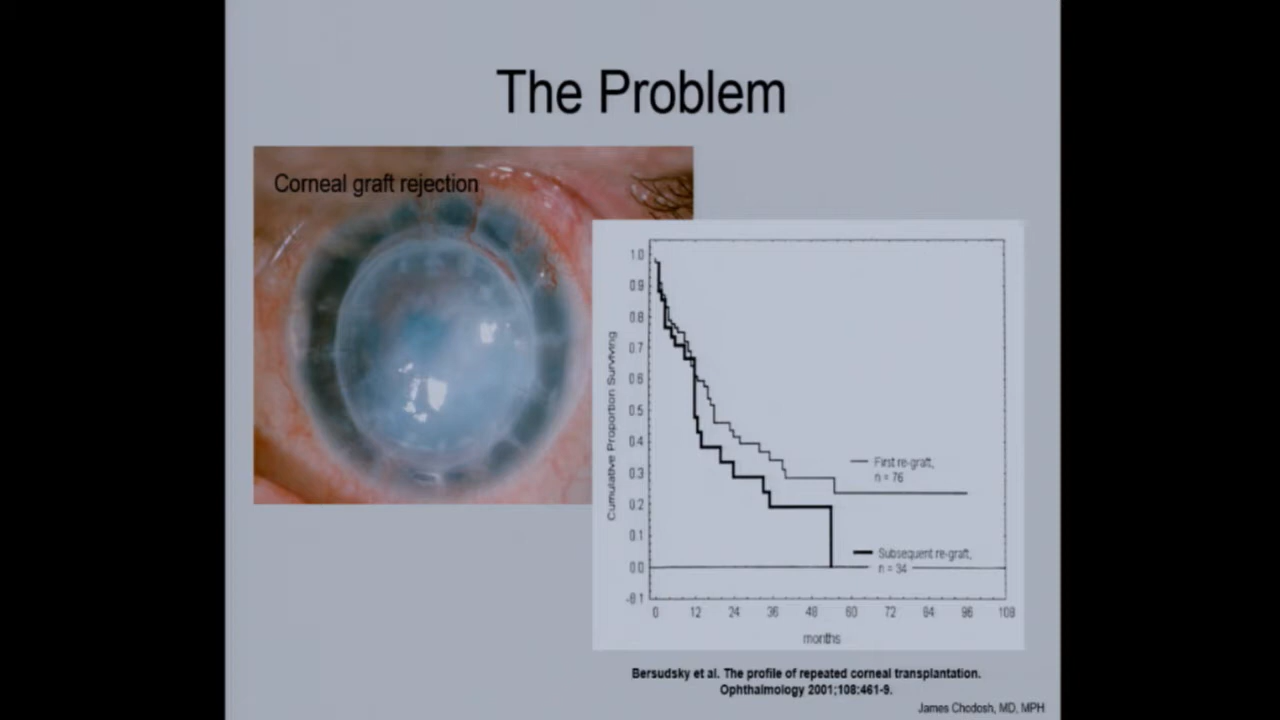 The Problem
Corneal graft rejection
Cumulative Proportion Surviving
1.0
0.9
0.8
0.7
0.6
0.5
0.4
0.3
0.2
0.1
0.0
-0.1
First re-graft,
n = 76
Subsequent re-graft,
n = 34
0 12 24 36 48 60 72 84 96 108
months
Bersudsky et al. The profile of repeated corneal transplantation.
Ophthalmology 2001;108:461-9.
James Chodosh, MD, MPH